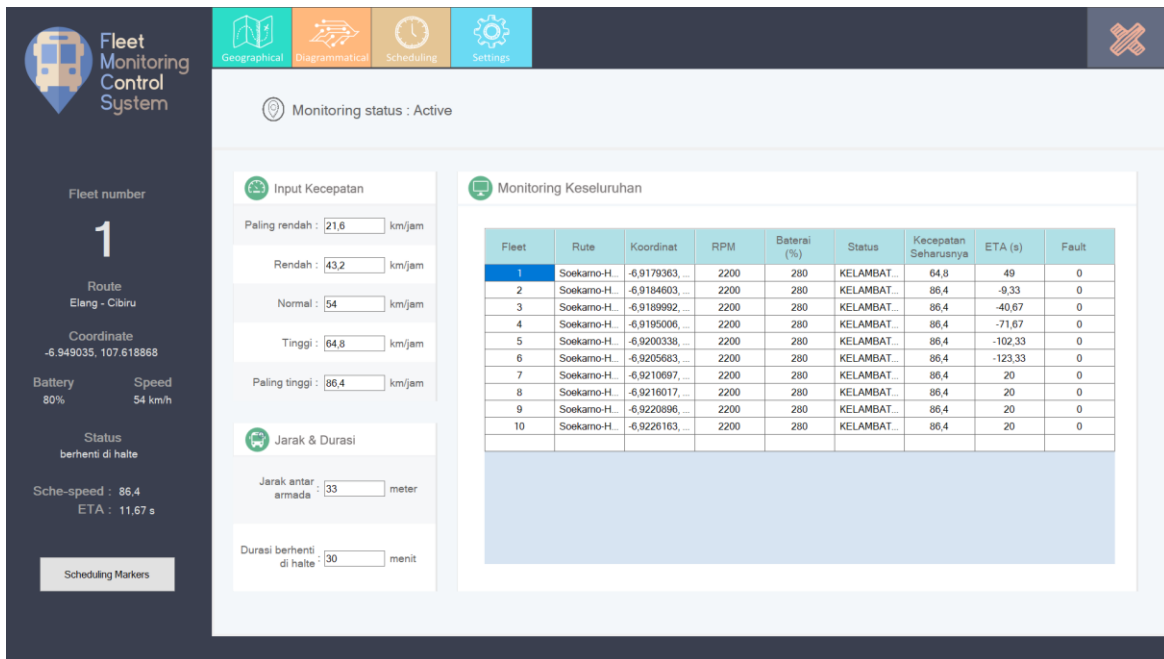 Fleet
Monitoring
Control
System
Geographical
Diagrammatical
Scheduling
Settings
Monitoring status : Active
Fleet number
1
Route
Elang - Cibiru
Coordinate
-6.949035, 107.618868
Battery Speed
80% 54 km/h
Status
berhenti di halte
Sche-speed : 86,4
ETA : 11,67 s
Scheduling Markers
Input Kecepatan
Paling rendah : 21,6 km/jam
Rendah : 43,2 km/jam
Normal : 54 km/jam
Tinggi : 64,8 km/jam
Paling tinggi : 86,4 km/jam
Jarak & Durasi
Jarak antar
armada : 33 meter
Durasi berhenti
di halte : 30 menit
Monitoring Keseluruhan
Fleet Rute Koordinat RPM Baterai (%) Status Kecepatan Seharusnya ETA (s) Fault
1 Soekarno-H... -6,9179363, ... 2200 280 KELAMBAT... 64,8 49 0
2 Soekarno-H... -6,9184603, ... 2200 280 KELAMBAT... 86,4 -9,33 0
3 Soekarno-H... -6,9189992, ... 2200 280 KELAMBAT... 86,4 -40,67 0
4 Soekarno-H... -6,9195006, ... 2200 280 KELAMBAT... 86,4 -71,67 0
5 Soekarno-H... -6,9200338, ... 2200 280 KELAMBAT... 86,4 -102,33 0
6 Soekarno-H... -6,9205683, ... 2200 280 KELAMBAT... 86,4 -123,33 0
7 Soekarno-H... -6,9210697, ... 2200 280 KELAMBAT... 86,4 20 0
8 Soekarno-H... -6,9216017, ... 2200 280 KELAMBAT... 86,4 20 0
9 Soekarno-H... -6,9220896, ... 2200 280 KELAMBAT... 86,4 20 0
10 Soekarno-H... -6,9226163, ... 2200 280 KELAMBAT... 86,4 20 0